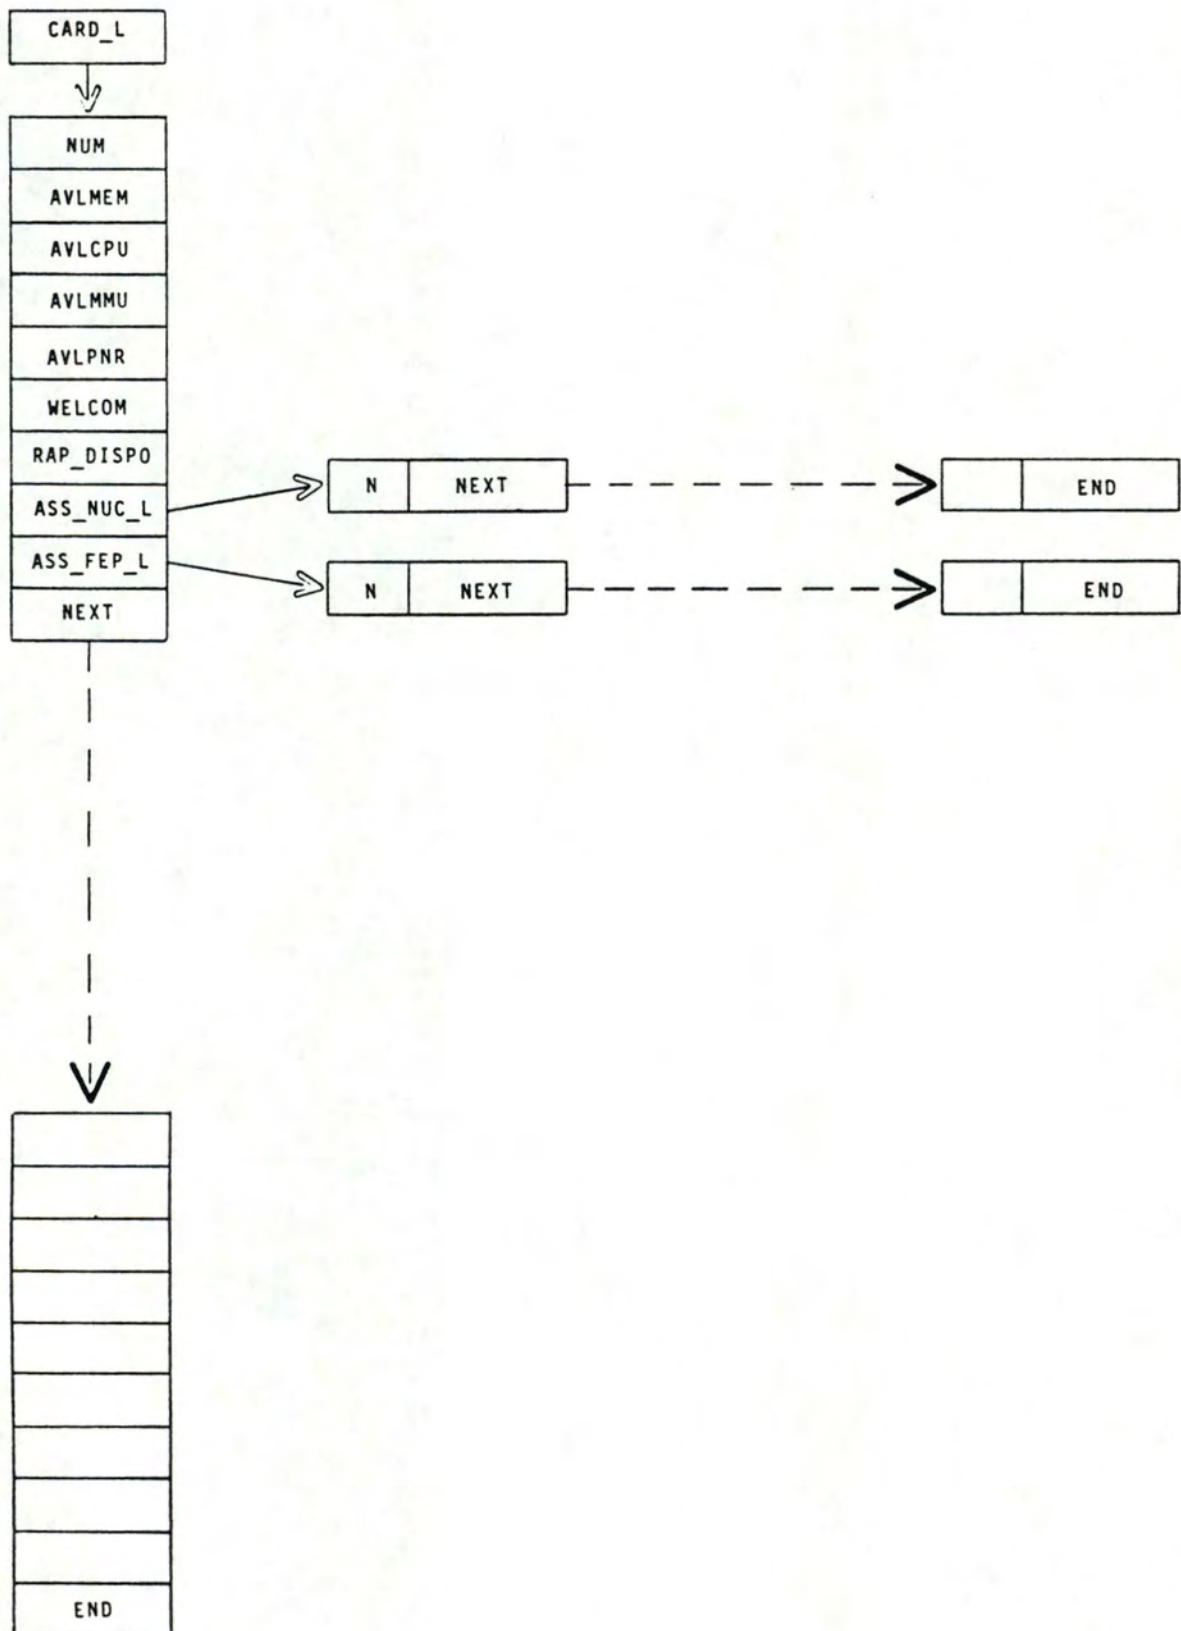 CARD_L
NUM
AVLMEM
AVLCPU
AVLMMU
AVLPNR
WELCOM
RAP_DISPO
ASS_NUC_L
N NEXT END
ASS_FEP_L
N NEXT END
NEXT
END